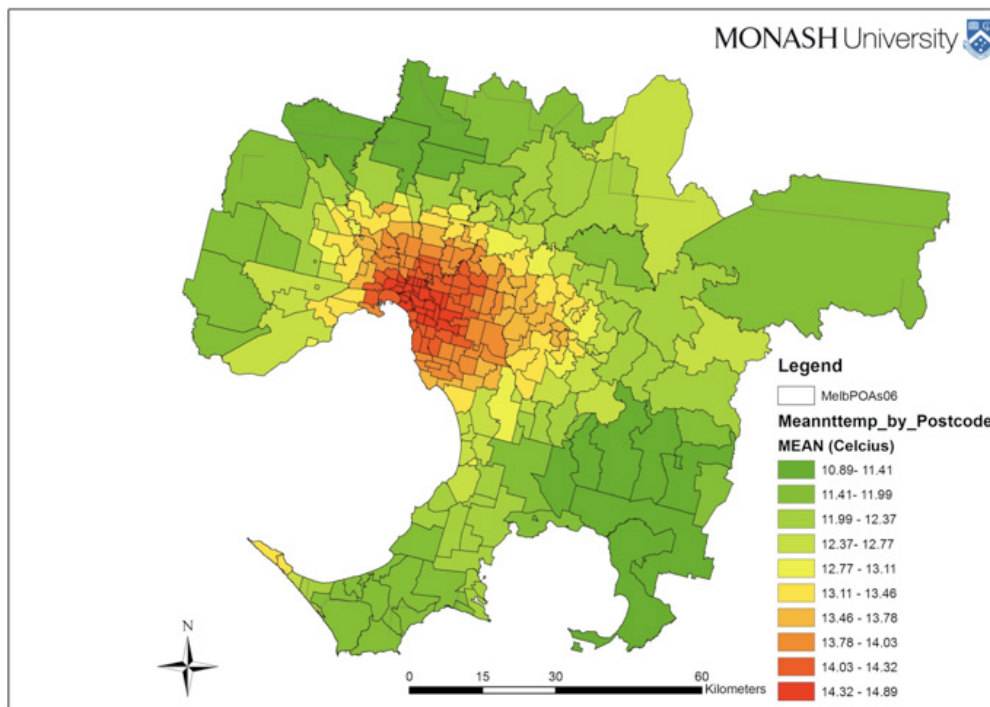 MONASH University
Legend
MelbPOAs06
Meannttemp_by_Postcode
MEAN (Celcius)
10.89- 11.41
11.41- 11.99
11.99 - 12.37
12.37- 12.77
12.77 - 13.11
13.11 - 13.46
13.46 - 13.78
13.78 - 14.03
14.03 - 14.32
14.32 - 14.89
N
0 15 30 60
Kilometers